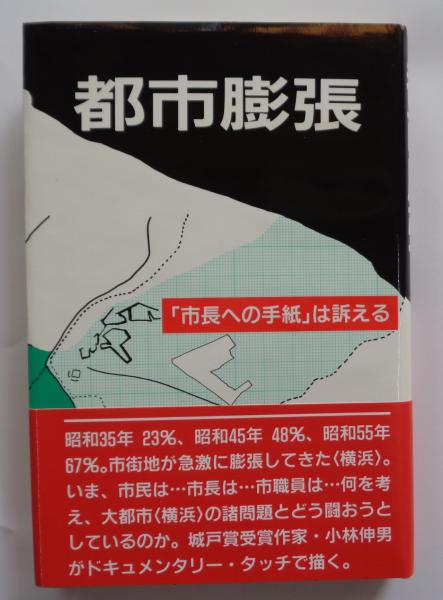 都市膨張
「市長への手紙」は訴える
昭和35年 23%、昭和45年 48%、昭和55年
67%。市街地が急激に膨張してきた〈横浜〉。
いま、市民は…市長は…市職員は…何を考
え、大都市〈横浜〉の諸問題とどう闘おうと
しているのか。城戸賞受賞作家・小林伸男
がドキュメンタリー・タッチで描く。